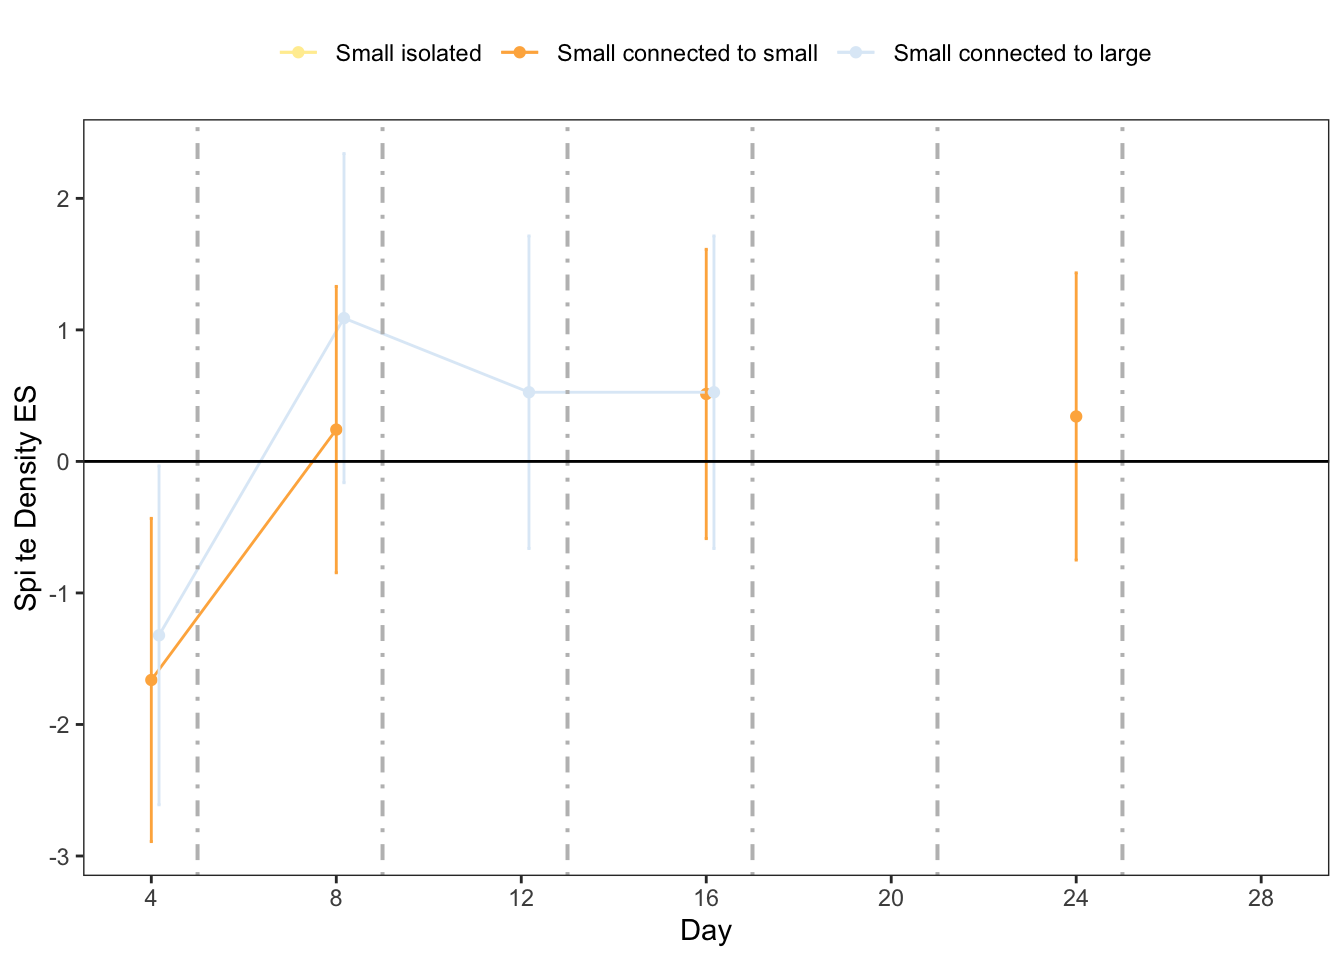 Small isolated Small connected to small Small connected to large
Spi te Density ES
2
1
0
-1
-2
-3
4 8 12 16 20 24 28
Day